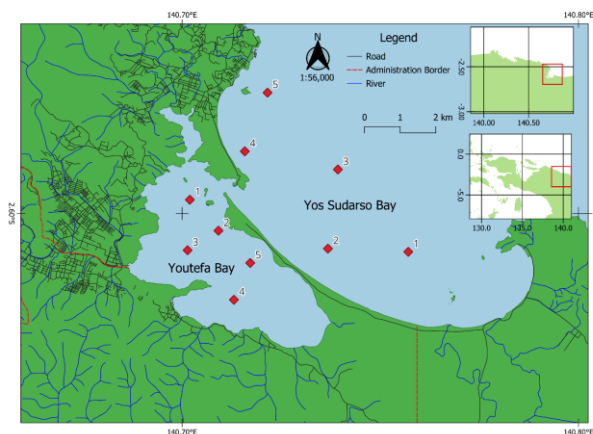 140.70°E
140.80°E
N
1:56,000
Legend
Road
Administration Border
River
0
1
2 km
-2.50
-3.00
140.00
140.50
0.0
-5.0
130.0
135.0
140.0
5
4
3
1
2
3
5
4
2
1
Yos Sudarso Bay
Youtefa Bay
2.60°S
140.70°E
140.80°E